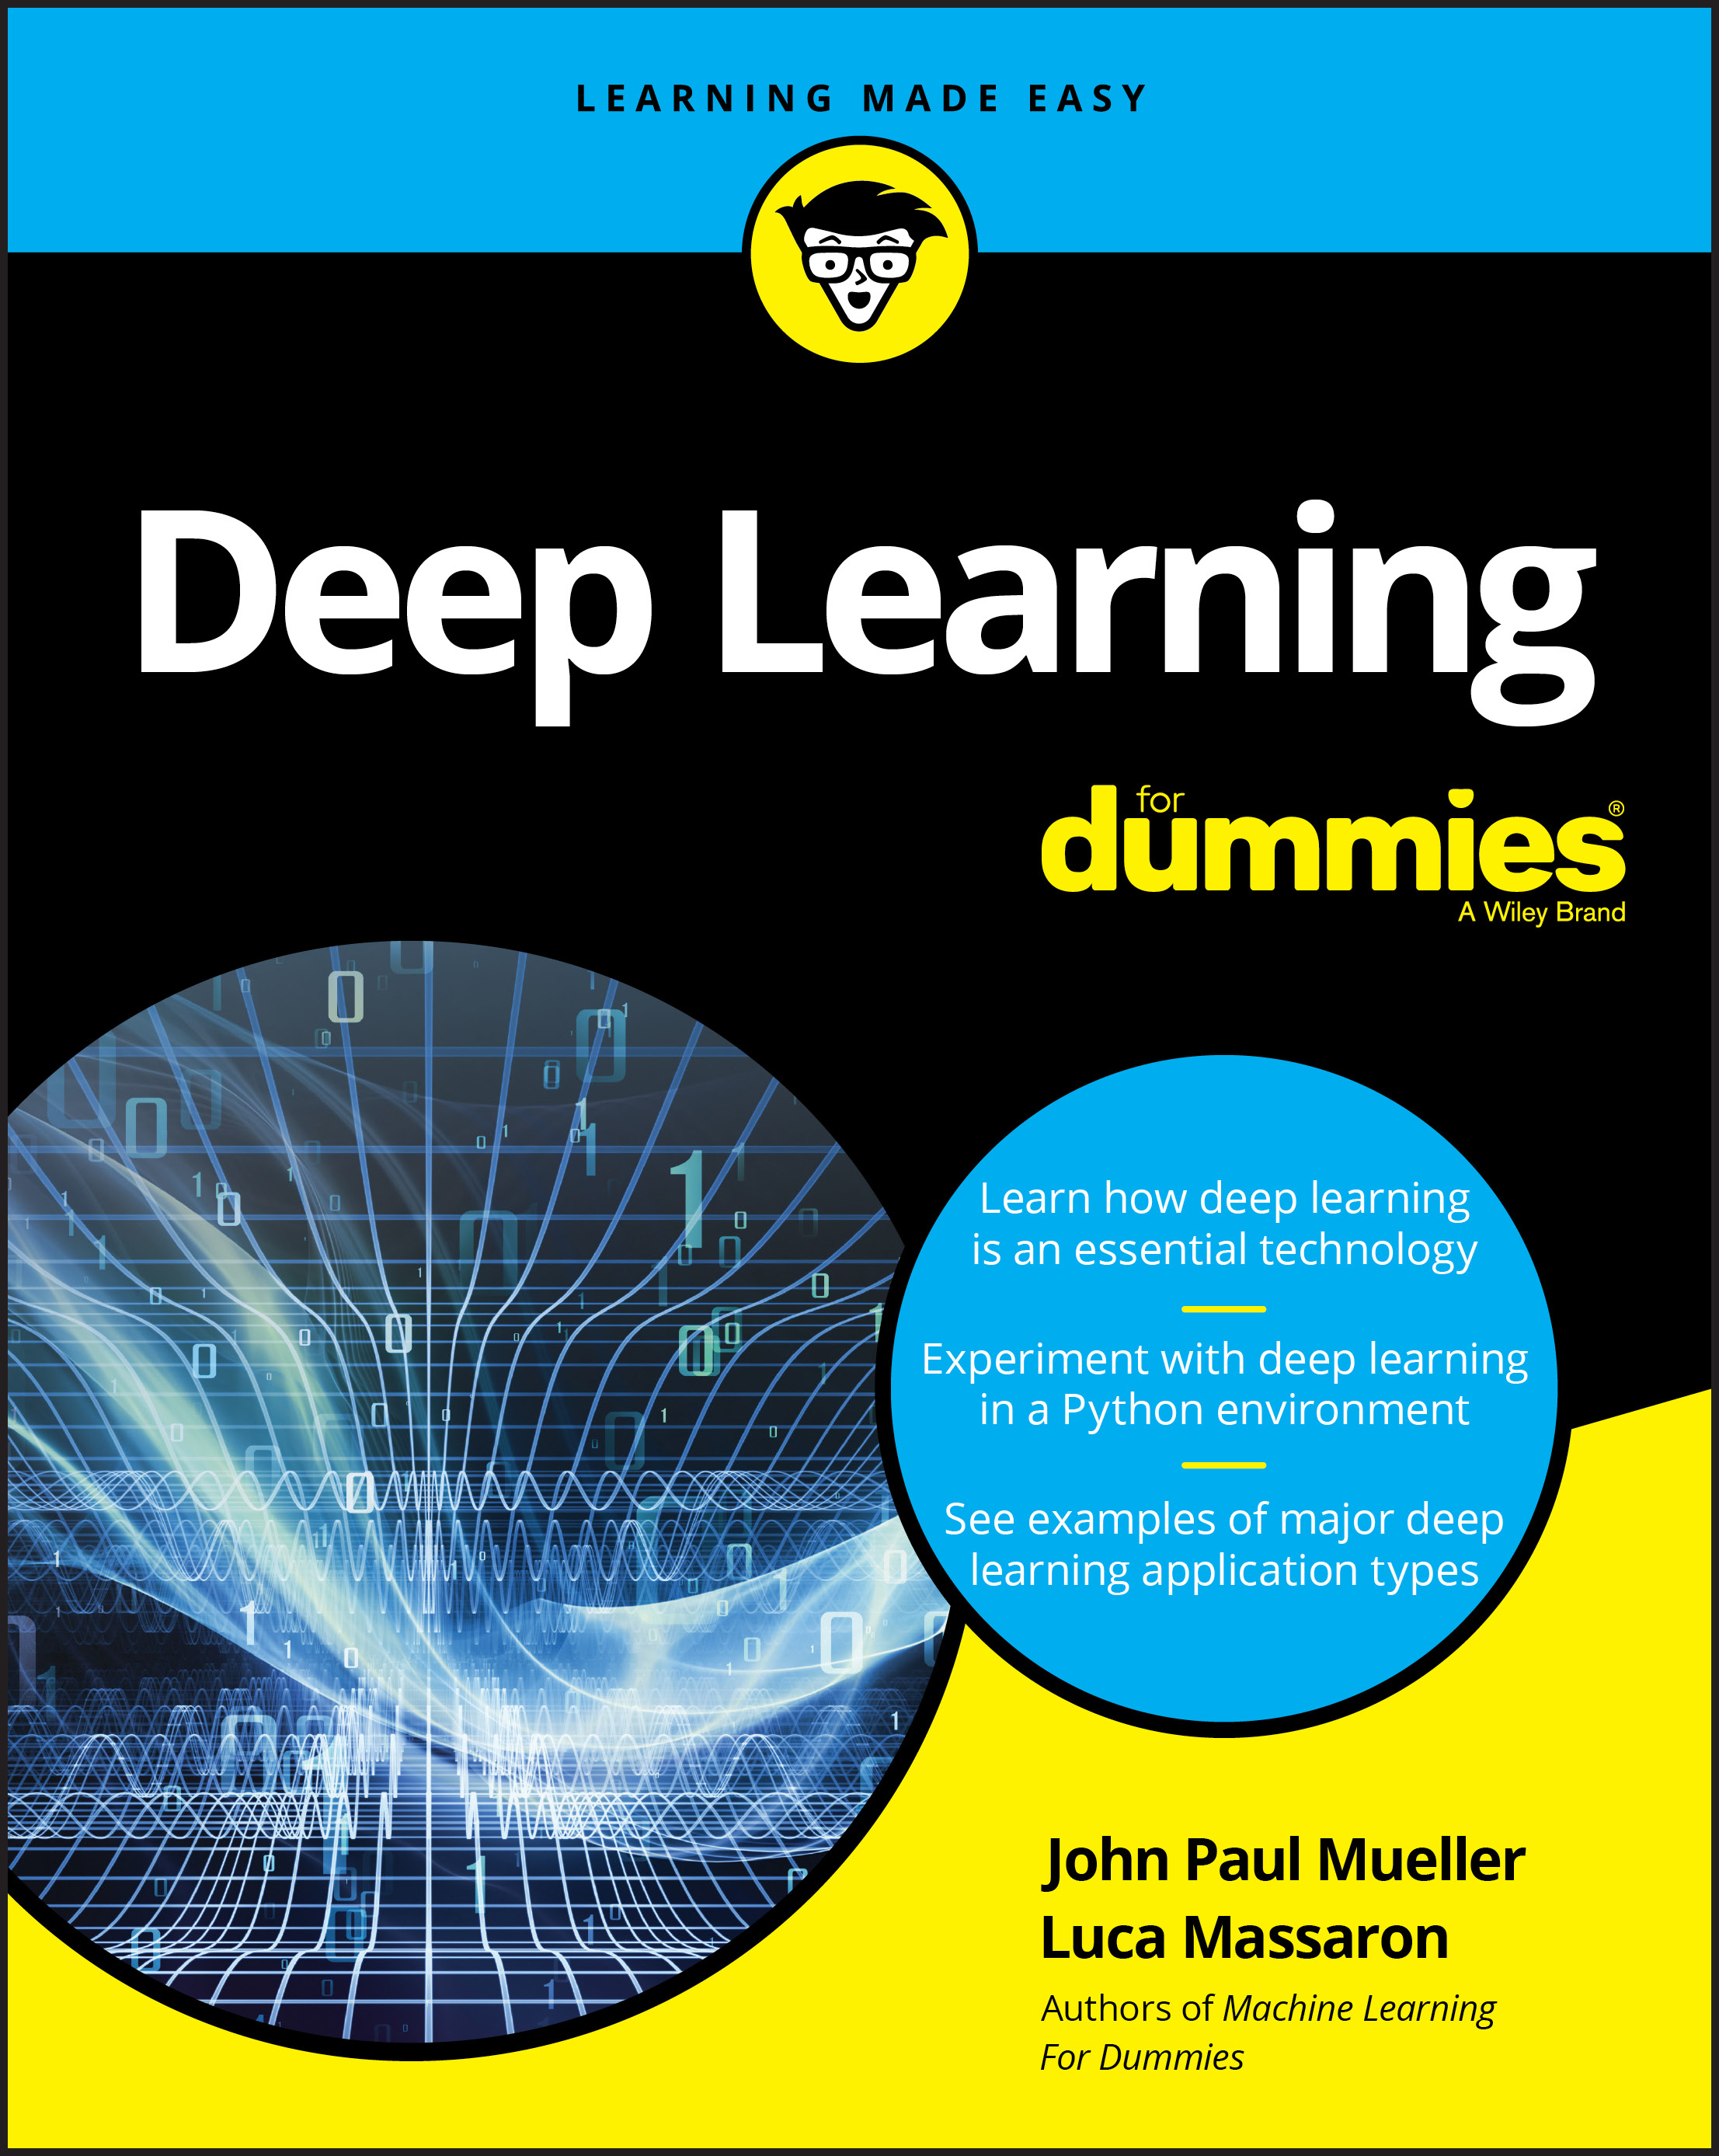 LEARNING MADE EASY
Deep Learning
for
dummies®
A Wiley Brand
Learn how deep learning
is an essential technology
Experiment with deep learning
in a Python environment
See examples of major deep
learning application types
John Paul Mueller
Luca Massaron
Authors of Machine Learning
For Dummies